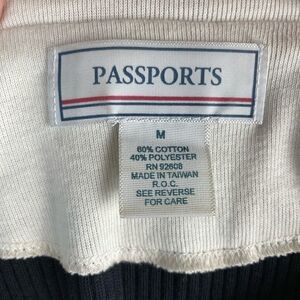 PASSPORTS
M
60% COTTON
40% POLYESTER
RN 92608
MADE IN TAIWAN
R.O.C.
SEE REVERSE
FOR CARE